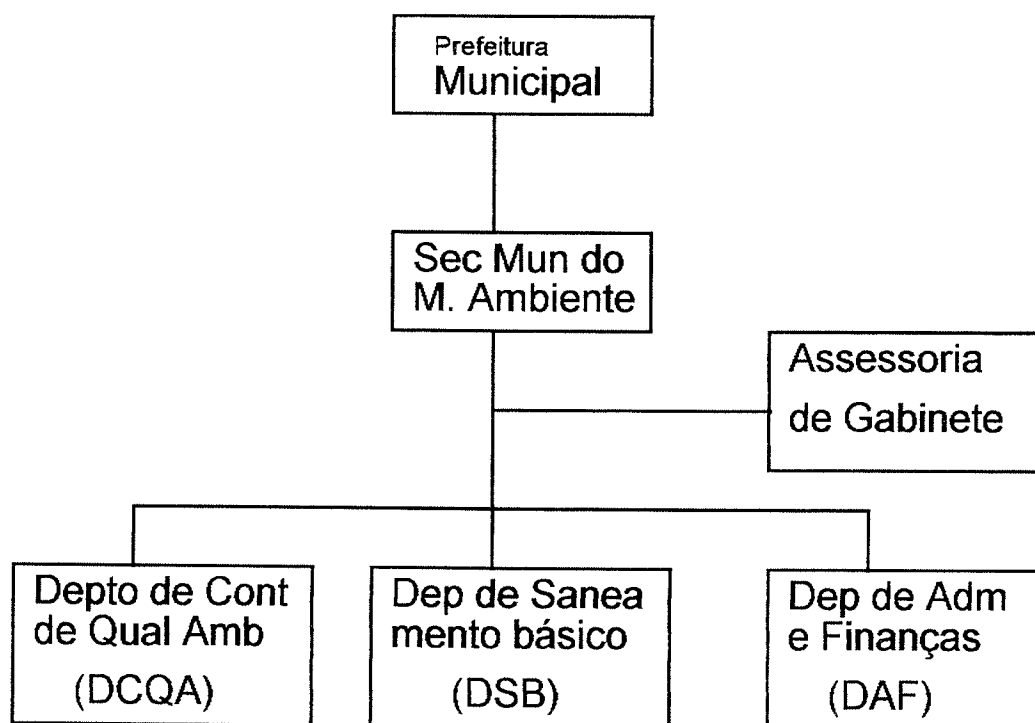 Prefeitura
Municipal
Sec Mun do
M. Ambiente
Assessoria
de Gabinete
Depto de Cont
de Qual Amb
(DCQA)
Dep de Sanea
mento básico
(DSB)
Dep de Adm
e Finanças
(DAF)